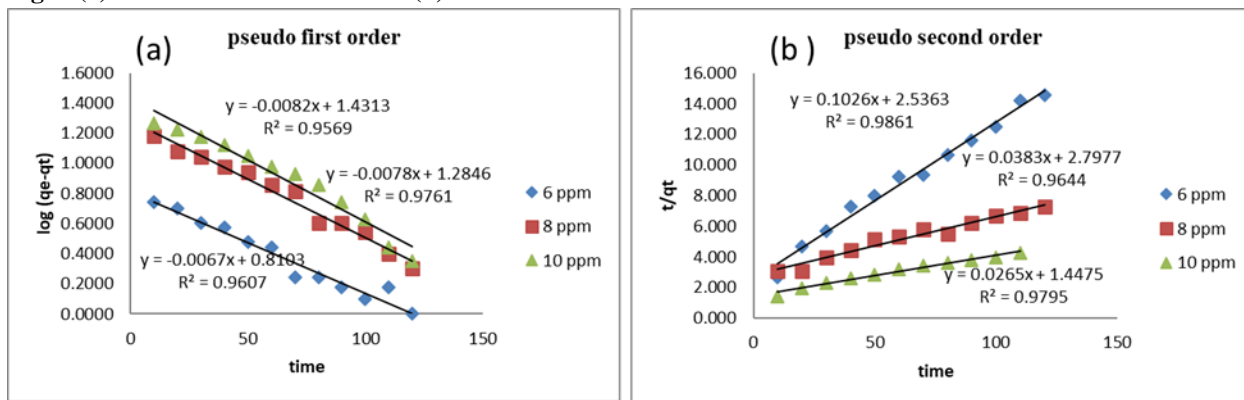 (a)
pseudo first order
1.6000
1.4000
1.2000
1.0000
0.8000
0.6000
0.4000
0.2000
0.0000
log (qe-qt)
y = -0.0082x + 1.4313
R² = 0.9569
y = -0.0078x + 1.2846
R² = 0.9761
y = -0.0067x + 0.8103
R² = 0.9607
6 ppm
8 ppm
10 ppm
0 50 100 150
time
(b )
pseudo second order
16.000
14.000
12.000
10.000
8.000
6.000
4.000
2.000
0.000
t/qt
y = 0.1026x + 2.5363
R² = 0.9861
y = 0.0383x + 2.7977
R² = 0.9644
y = 0.0265x + 1.4475
R² = 0.9795
6 ppm
8 ppm
10 ppm
0 50 100 150
time